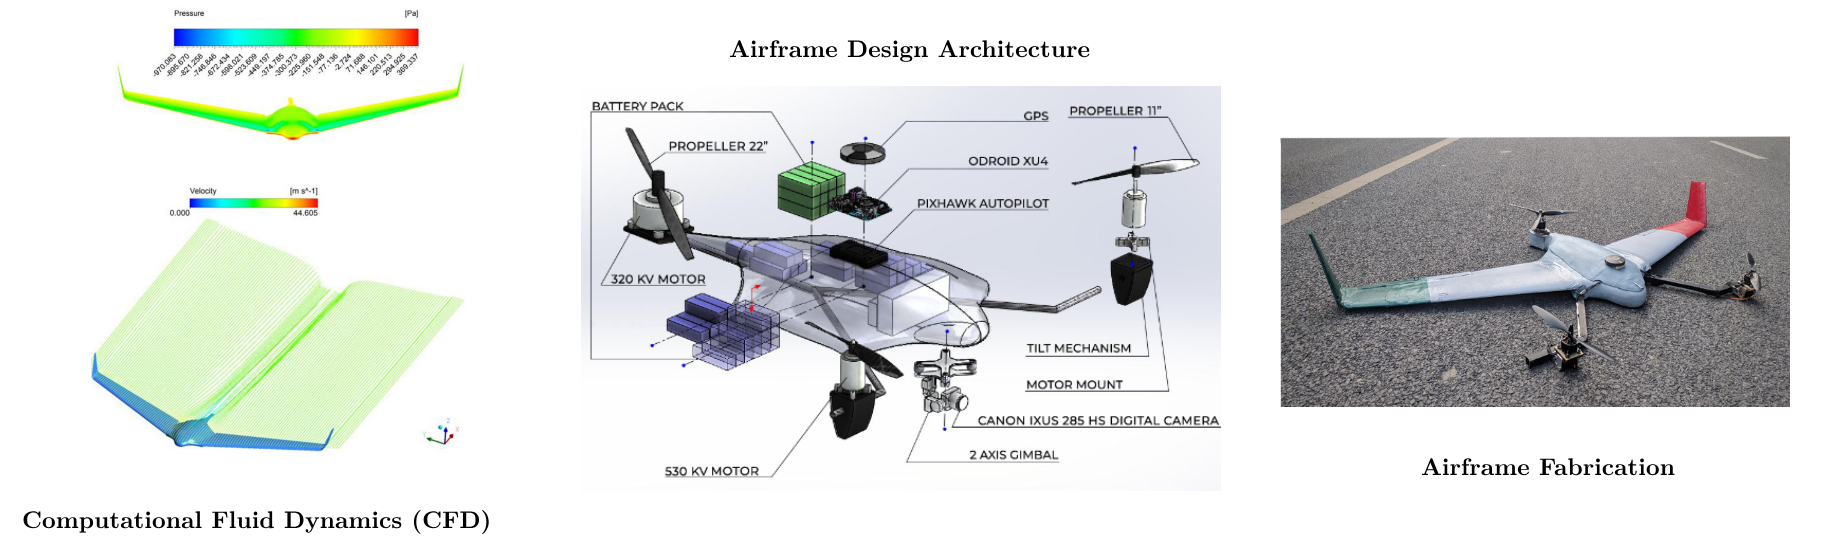 Pressure [Pa]
-970.083
-895.670
-821.258
-746.846
-672.434
-598.021
-523.609
-449.197
-374.785
-300.373
-225.960
-151.548
-77.136
-2.724
71.688
146.101
220.513
294.925
369.337
Velocity [m s^-1]
0.000 44.605
Computational Fluid Dynamics (CFD)
Airframe Design Architecture
BATTERY PACK
PROPELLER 22”
GPS
PROPELLER 11”
ODROID XU4
PIXHAWK AUTOPILOT
320 KV MOTOR
TILT MECHANISM
MOTOR MOUNT
CANON IXUS 285 HS DIGITAL CAMERA
2 AXIS GIMBAL
530 KV MOTOR
Airframe Fabrication